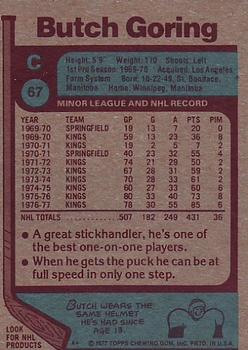 Butch Goring
C
67
Height: 5'9" Weight: 170 Shoots: Left
1st Pro Season: 1969-70 Acquired: Los Angeles
Farm System Born: 10-22-49, St. Boniface,
Manitoba Home: Winnipeg, Manitoba
MINOR LEAGUE AND NHL RECORD
YEAR TEAM GP G A PTS PIM
1969-70 SPRINGFIELD 19 13 7 20 0
1969-70 KINGS 59 13 23 36 8
1970-71 SPRINGFIELD 40 23 32 55 4
1970-71 KINGS 19 2 5 7 2
1971-72 KINGS 74 21 29 50 2
1972-73 KINGS 67 28 31 59 2
1973-74 KINGS 70 28 33 61 2
1974-75 KINGS 60 27 33 60 6
1975-76 KINGS 80 33 40 73 8
1976-77 KINGS 78 30 55 85 6
NHL TOTALS 507 182 249 431 36
• A great stickhandler, he's one of
the best one-on-one players.
• When he gets the puck he can be at
full speed in only one step.
BUTCH WEARS THE
SAME HELMET
HE'S HAD SINCE
AGE 13.
LOOK
FOR NHL
PRODUCTS
© 1977 TOPPS CHEWING GUM, INC. PRTD. IN U.S.A.